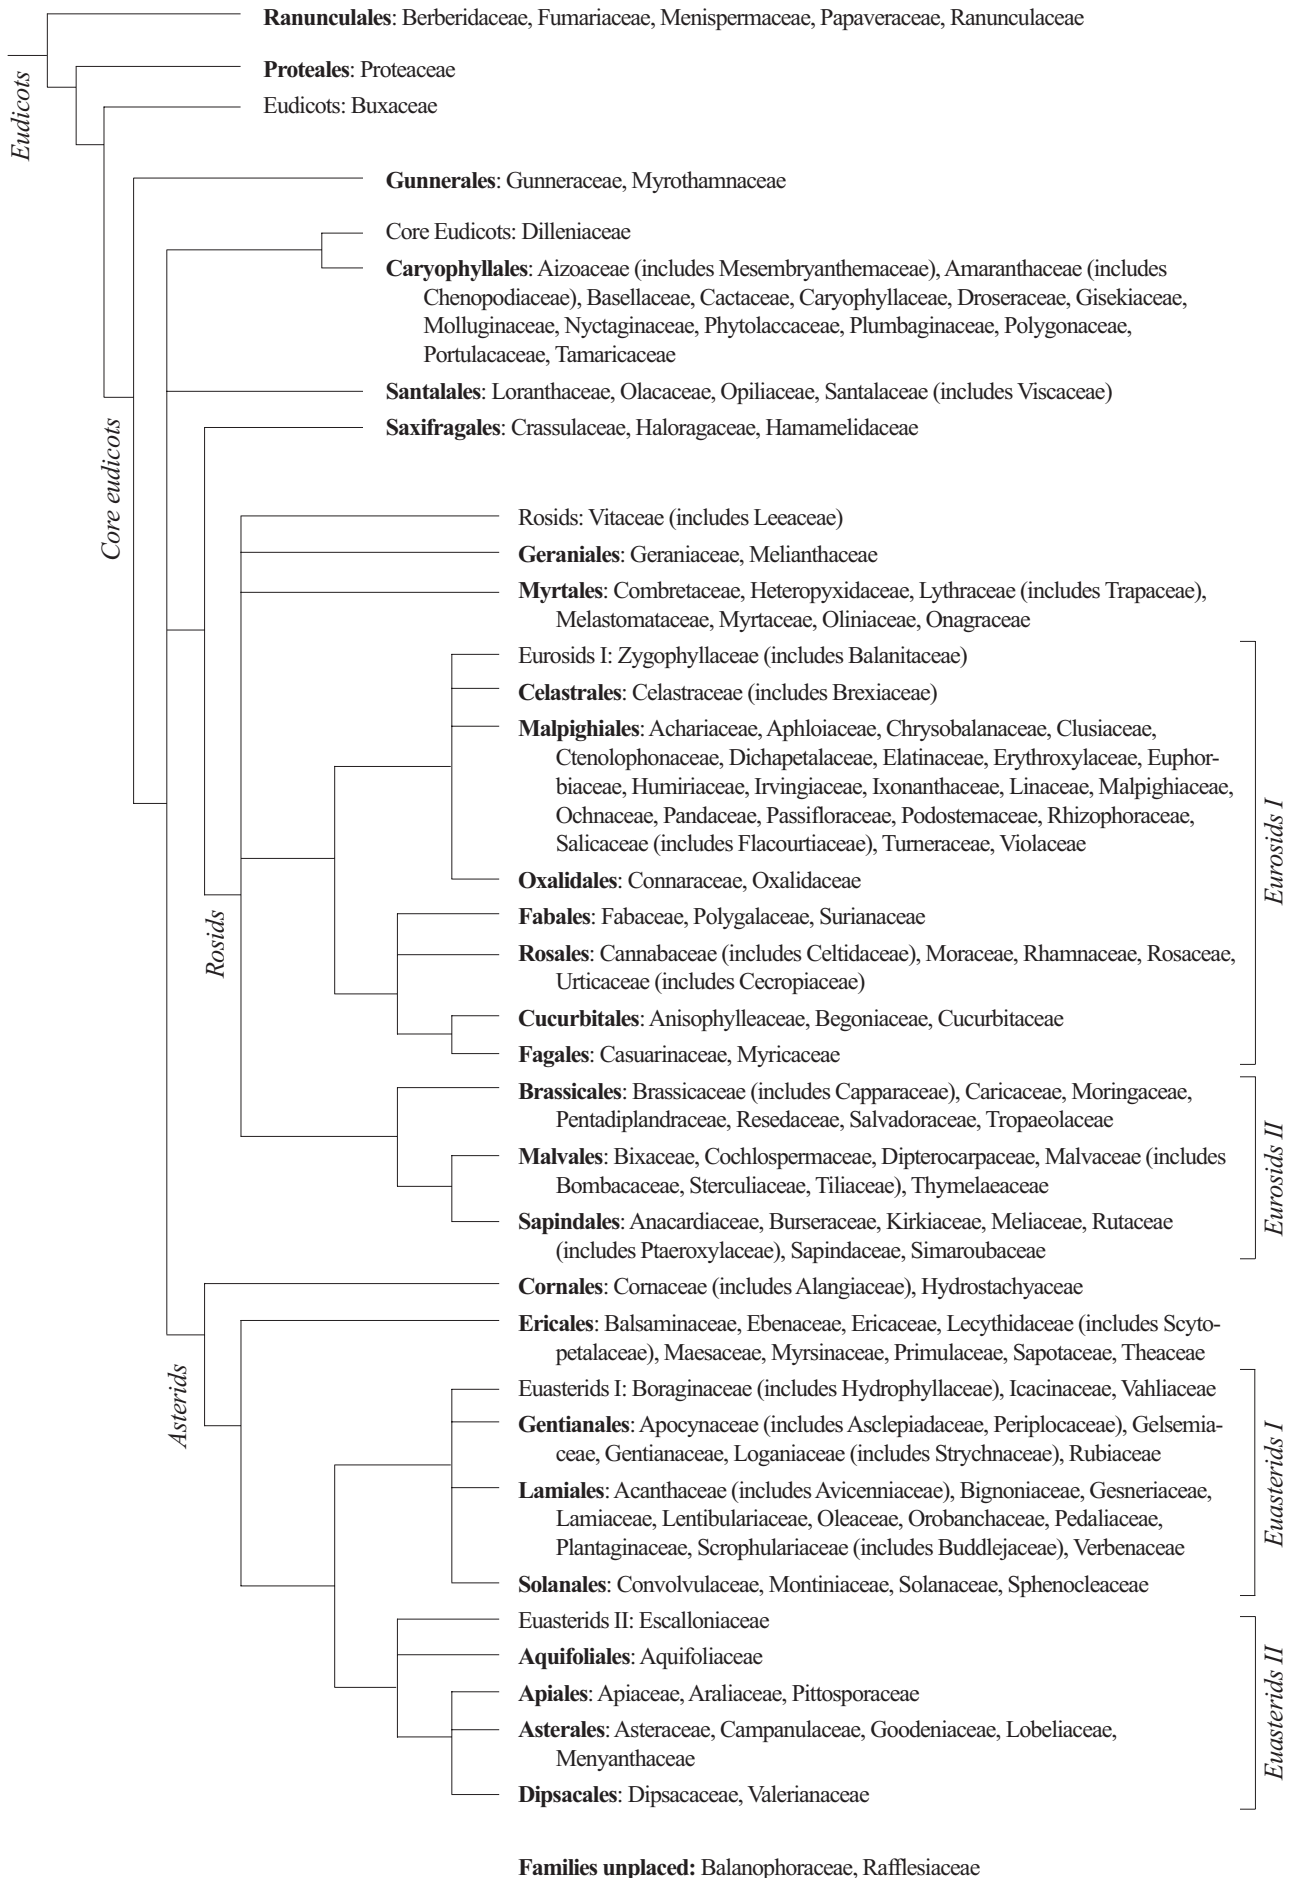 Ranunculales: Berberidaceae, Fumariaceae, Menispermaceae, Papaveraceae, Ranunculaceae
Eudicots
Proteales: Proteaceae
Eudicots: Buxaceae
Gunnerales: Gunneraceae, Myrothamnaceae
Core eudicots
Core Eudicots: Dilleniaceae
Caryophyllales: Aizoaceae (includes Mesembryanthemaceae), Amaranthaceae (includes
Chenopodiaceae), Basellaceae, Cactaceae, Caryophyllaceae, Droseraceae, Gisekiaceae,
Molluginaceae, Nyctaginaceae, Phytolaccaceae, Plumbaginaceae, Polygonaceae,
Portulacaceae, Tamaricaceae
Santalales: Loranthaceae, Olacaceae, Opiliaceae, Santalaceae (includes Viscaceae)
Saxifragales: Crassulaceae, Haloragaceae, Hamamelidaceae
Rosids
Rosids: Vitaceae (includes Leeaceae)
Geraniales: Geraniaceae, Melianthaceae
Myrtales: Combretaceae, Heteropyxidaceae, Lythraceae (includes Trapaceae),
Melastomataceae, Myrtaceae, Oliniaceae, Onagraceae
Eurosids I: Zygophyllaceae (includes Balanitaceae)
Celastrales: Celastraceae (includes Brexiaceae)
Malpighiales: Achariaceae, Aphloiaceae, Chrysobalanaceae, Clusiaceae,
Ctenolophonaceae, Dichapetalaceae, Elatinaceae, Erythroxylaceae, Euphor-
biaceae, Humiriaceae, Irvingiaceae, Ixonanthaceae, Linaceae, Malpighiaceae,
Ochnaceae, Pandaceae, Passifloraceae, Podostemaceae, Rhizophoraceae,
Salicaceae (includes Flacourtiaceae), Turneraceae, Violaceae
Oxalidales: Connaraceae, Oxalidaceae
Fabales: Fabaceae, Polygalaceae, Surianaceae
Rosales: Cannabaceae (includes Celtidaceae), Moraceae, Rhamnaceae, Rosaceae,
Urticaceae (includes Cecropiaceae)
Cucurbitales: Anisophylleaceae, Begoniaceae, Cucurbitaceae
Fagales: Casuarinaceae, Myricaceae
Eurosids I
Brassicales: Brassicaceae (includes Capparaceae), Caricaceae, Moringaceae,
Pentadiplandraceae, Resedaceae, Salvadoraceae, Tropaeolaceae
Malvales: Bixaceae, Cochlospermaceae, Dipterocarpaceae, Malvaceae (includes
Bombacaceae, Sterculiaceae, Tiliaceae), Thymelaeaceae
Sapindales: Anacardiaceae, Burseraceae, Kirkiaceae, Meliaceae, Rutaceae
(includes Ptaeroxylaceae), Sapindaceae, Simaroubaceae
Eurosids II
Asterids
Cornales: Cornaceae (includes Alangiaceae), Hydrostachyaceae
Ericales: Balsaminaceae, Ebenaceae, Ericaceae, Lecythidaceae (includes Scyto-
petalaceae), Maesaceae, Myrsinaceae, Primulaceae, Sapotaceae, Theaceae
Euasterids I: Boraginaceae (includes Hydrophyllaceae), Icacinaceae, Vahliaceae
Gentianales: Apocynaceae (includes Asclepiadaceae, Periplocaceae), Gelsemia-
ceae, Gentianaceae, Loganiaceae (includes Strychnaceae), Rubiaceae
Lamiales: Acanthaceae (includes Avicenniaceae), Bignoniaceae, Gesneriaceae,
Lamiaceae, Lentibulariaceae, Oleaceae, Orobanchaceae, Pedaliaceae,
Plantaginaceae, Scrophulariaceae (includes Buddlejaceae), Verbenaceae
Solanales: Convolvulaceae, Montiniaceae, Solanaceae, Sphenocleaceae
Euasterids I
Euasterids II: Escalloniaceae
Aquifoliales: Aquifoliaceae
Apiales: Apiaceae, Araliaceae, Pittosporaceae
Asterales: Asteraceae, Campanulaceae, Goodeniaceae, Lobeliaceae,
Menyanthaceae
Dipsacales: Dipsacaceae, Valerianaceae
Euasterids II
Families unplaced: Balanophoraceae, Rafflesiaceae